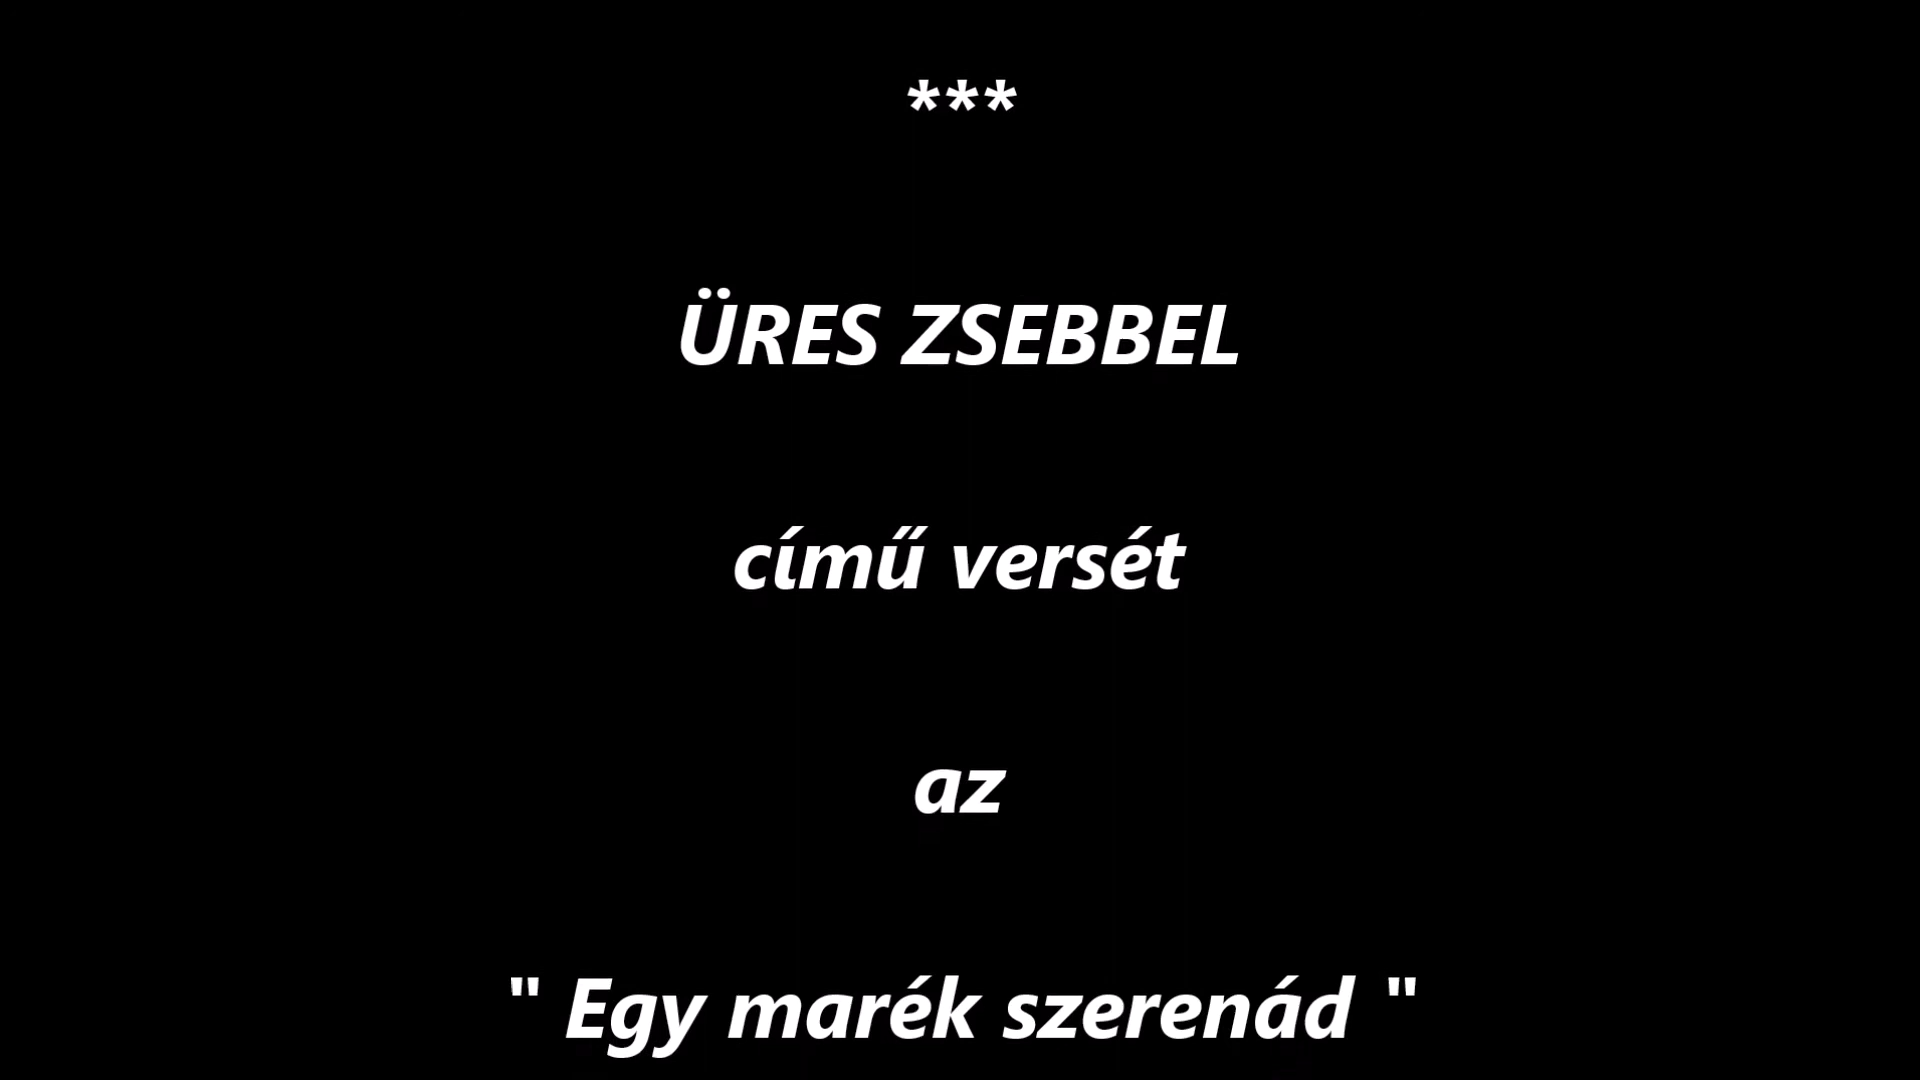 ***
ÜRES ZSEBBEL
című versét
az
" Egy marék szerenád "